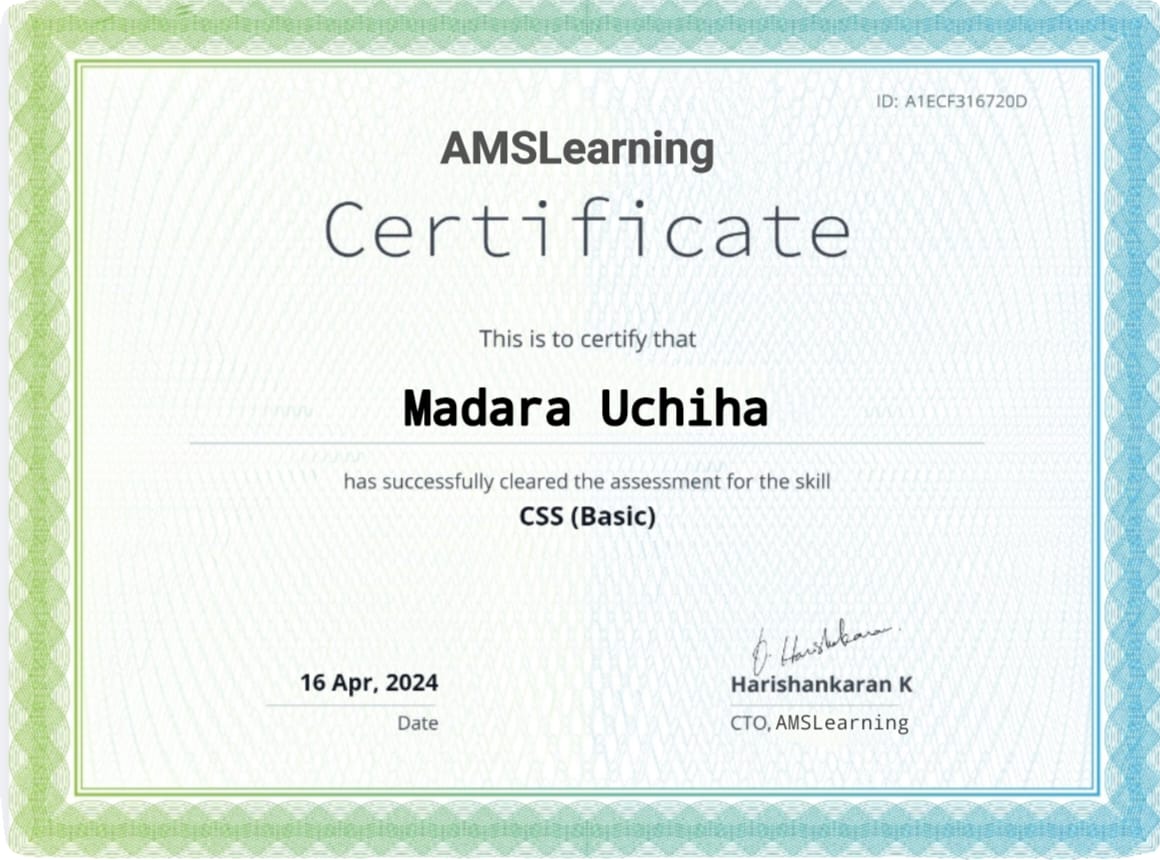 ID: A1ECF316720D
AMSLearning
Certificate
This is to certify that
Madara Uchiha
has successfully cleared the assessment for the skill
CSS (Basic)
16 Apr, 2024
Date
Harishankaran K
CTO, AMSLearning